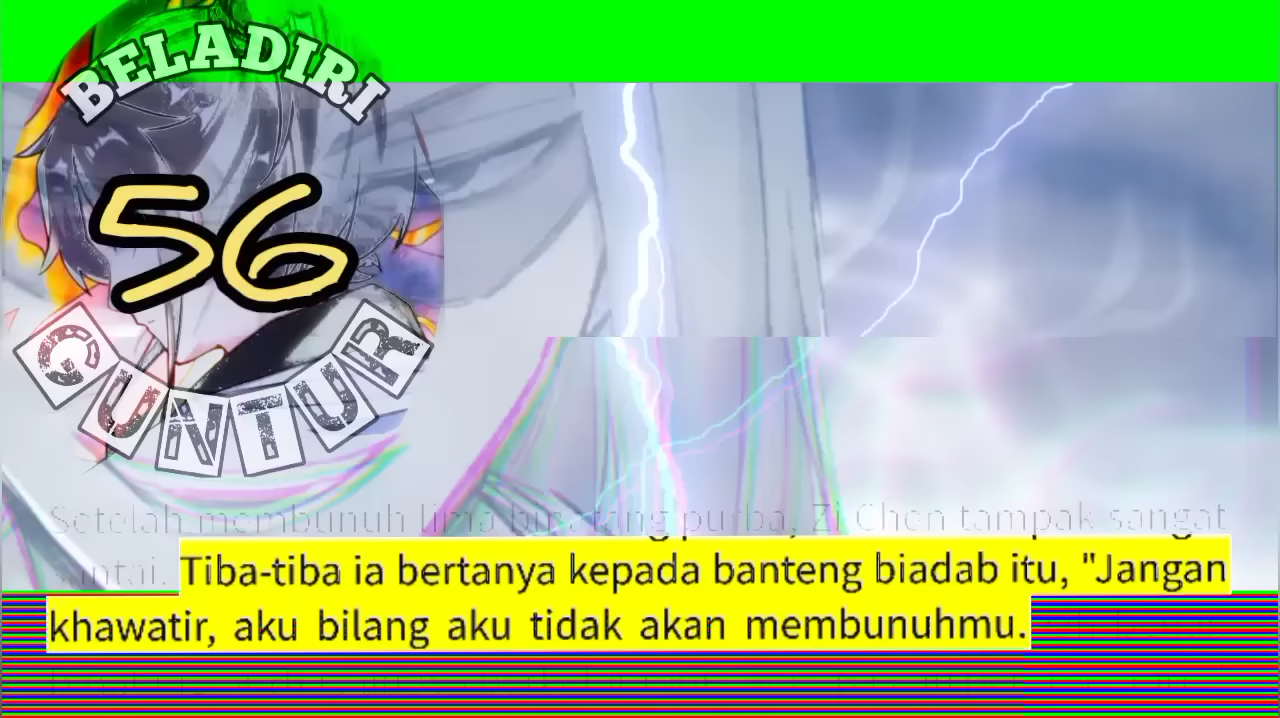 BELADIRI
56
GUNTUR
Setelah membunuh lima binatang purba, Zi Chen tampak sangat
santai. Tiba-tiba ia bertanya kepada banteng biadab itu, "Jangan
khawatir, aku bilang aku tidak akan membunuhmu.